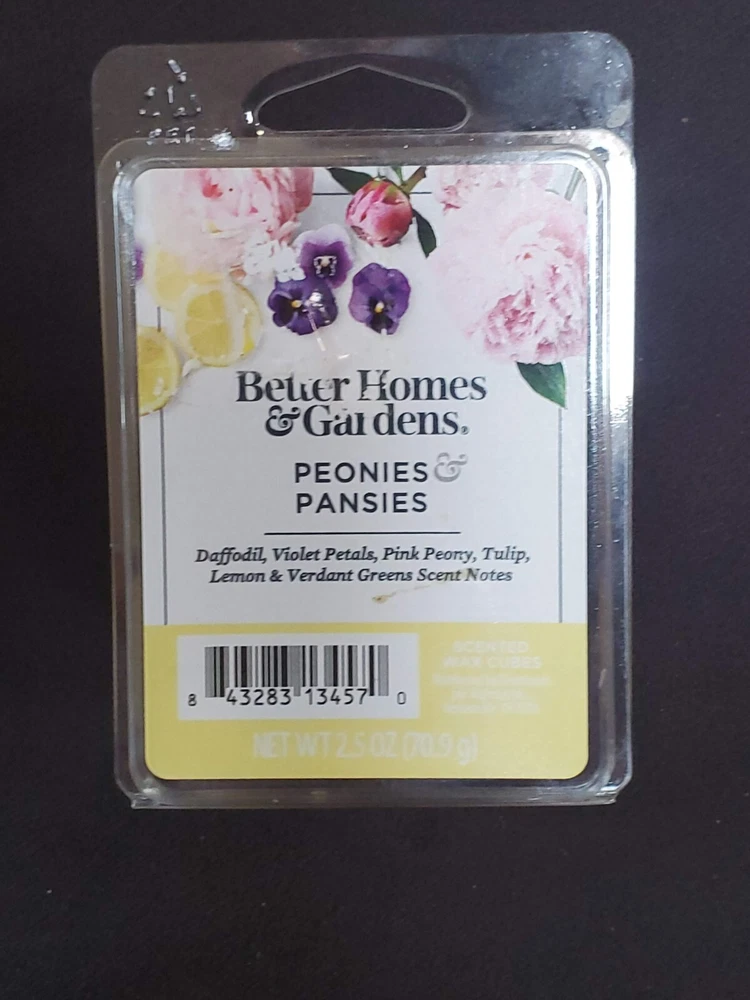 Better Homes
& Gardens®
PEONIES &
PANSIES
Daffodil, Violet Petals, Pink Peony, Tulip,
Lemon & Verdant Greens Scent Notes
SCENTED
WAX CUBES
8 43283 13457 0
NET WT 2.5 OZ (70.9 g)